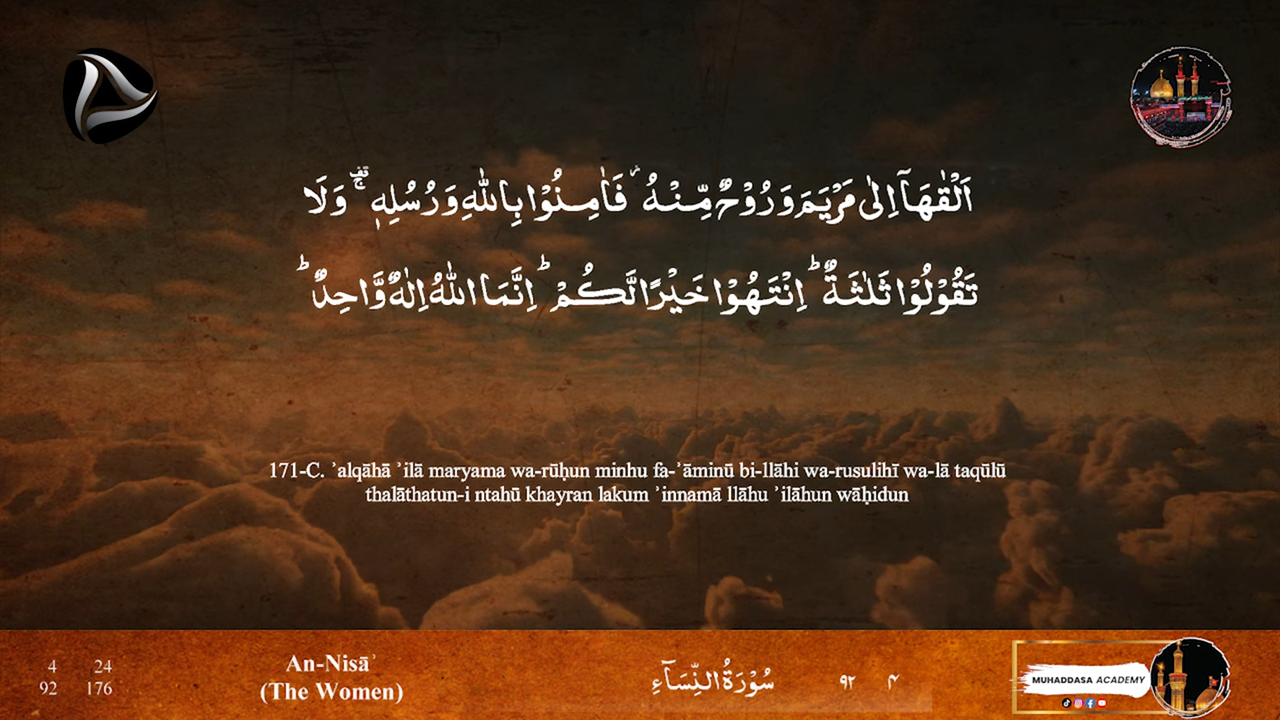 اَلْقٰىهَاۤ اِلٰى مَرْيَمَ وَرُوْحٌ مِّنْهُ ؗ فَاٰمِنُوْا بِاللّٰهِ وَرُسُلِهٖ ۚ۫ وَلَا
تَقُوْلُوْا ثَلٰثَةٌ ؕ اِنْتَهُوْا خَيْرًا لَّكُمْ ؕ اِنَّمَا اللّٰهُ اِلٰهٌ وَّاحِدٌ ؕ
171-C. ʾalqāhā ʾilā maryama wa-rūḥun minhu fa-ʾāminū bi-llāhi wa-rusulihī wa-lā taqūlū
thalāthatun-i ntahū khayran lakum ʾinnamā llāhu ʾilāhun wāḥidun
4 24
92 176
An-Nisāʾ
(The Women)
سُوْرَةُ النِّسَآءِ
٩٢ ۴
MUHADDASA ACADEMY